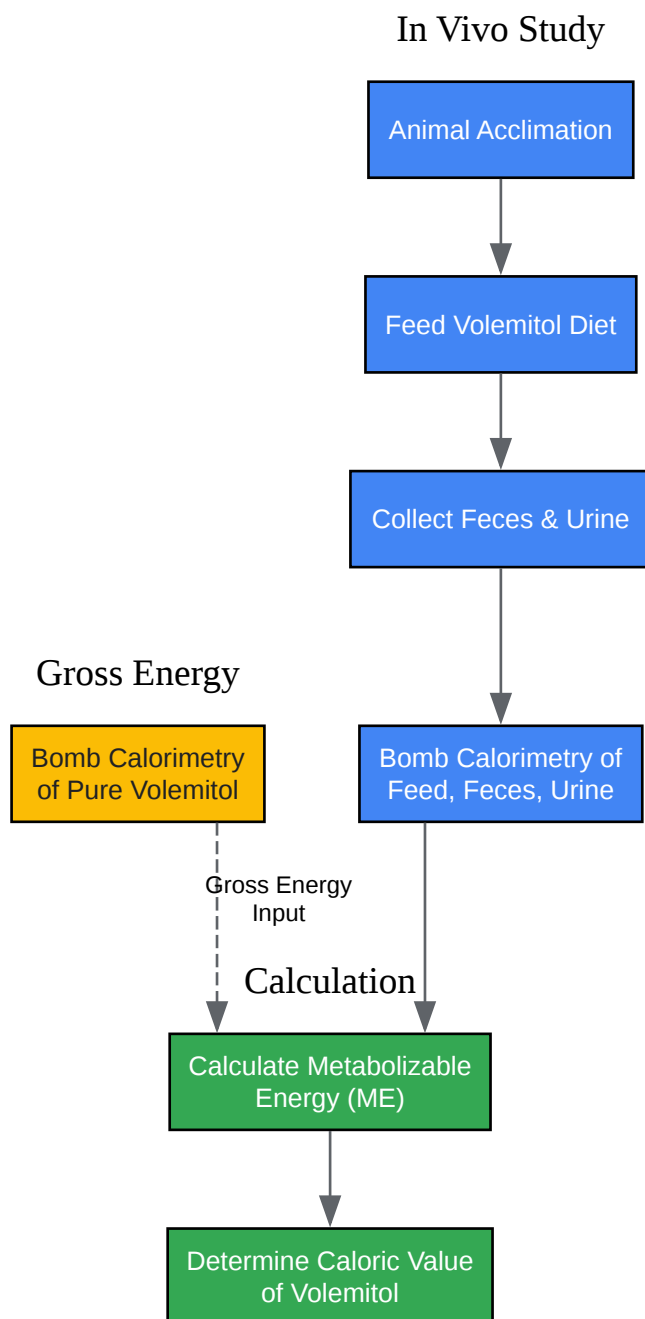 In Vivo Study
Animal Acclimation
Feed Volemitol Diet
Collect Feces & Urine
Gross Energy
Bomb Calorimetry
of Pure Volemitol
Bomb Calorimetry of
Feed, Feces, Urine
Gross Energy
Input
Calculation
Calculate Metabolizable
Energy (ME)
Determine Caloric Value
of Volemitol